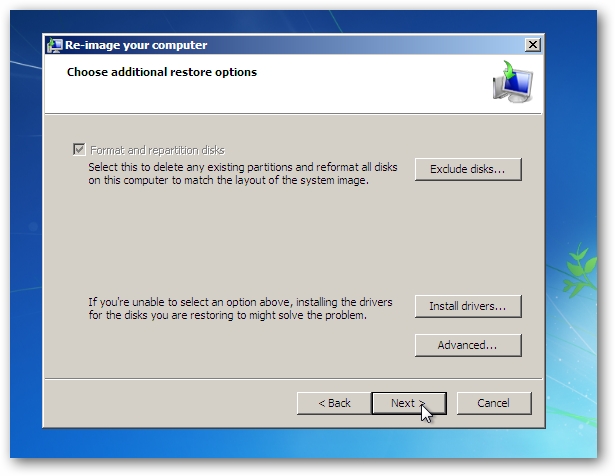 Re-image your computer
Choose additional restore options
Format and repartition disks
Select this to delete any existing partitions and reformat all disks
on this computer to match the layout of the system image.
Exclude disks...
If you're unable to select an option above, installing the drivers
for the disks you are restoring to might solve the problem.
Install drivers...
Advanced...
< Back
Next >
Cancel